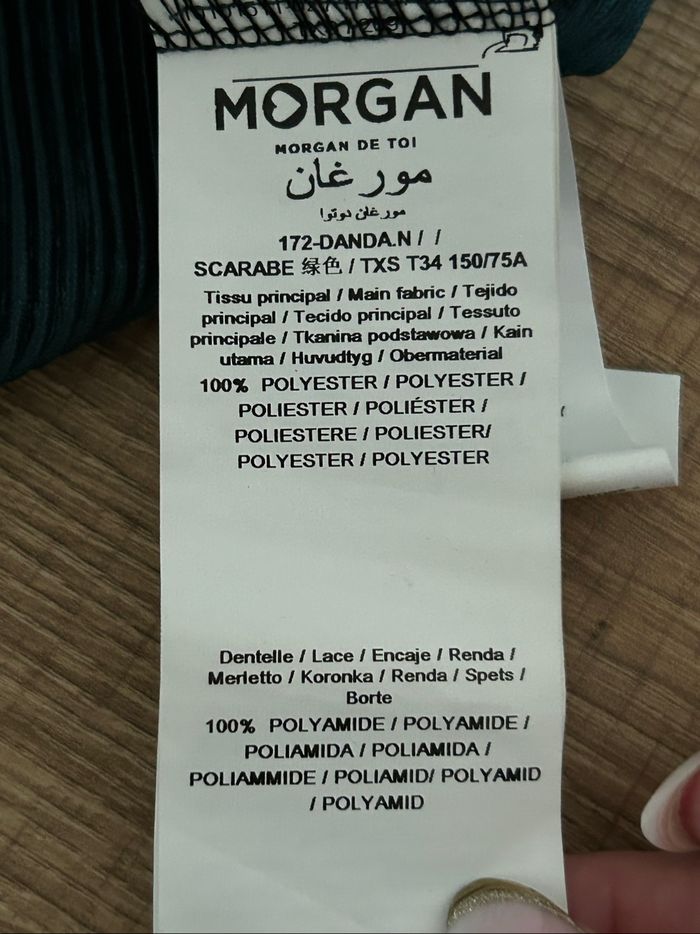 MORGAN
MORGAN DE TOI
مورغان
مورغان دوتوا
172-DANDA.N / /
SCARABE 绿色 / TXS T34 150/75A
Tissu principal / Main fabric / Tejido
principal / Tecido principal / Tessuto
principale / Tkanina podstawowa / Kain
utama / Huvudtyg / Obermaterial
100% POLYESTER / POLYESTER /
POLIESTER / POLIÉSTER /
POLIESTERE / POLIESTER/
POLYESTER / POLYESTER
Dentelle / Lace / Encaje / Renda /
Merletto / Koronka / Renda / Spets /
Borte
100% POLYAMIDE / POLYAMIDE /
POLIAMIDA / POLIAMIDA /
POLIAMMIDE / POLIAMID/ POLYAMID
/ POLYAMID